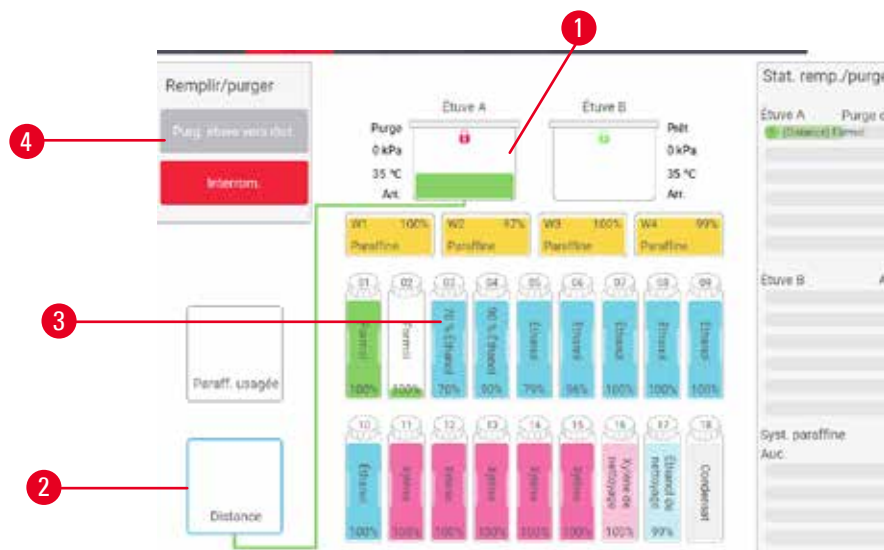 1
Remplir/purger
Purg. étuve vers dist.
Interrom.
4
Étuve A
Étuve B
Purge
0 kPa
35 °C
Arr.
Prêt
0 kPa
35 °C
Arr.
W1 100%
Paraffine
W2 97%
Paraffine
W3 100%
Paraffine
W4 99%
Paraffine
3
01
Formol
100%
02
Formol
100%
03
70 % Éthanol
70%
04
90 % Éthanol
90%
05
Éthanol
79%
06
Éthanol
96%
07
Éthanol
100%
08
Éthanol
100%
09
Éthanol
100%
Paraff. usagée
10
Éthanol
100%
11
Xylène
100%
12
Xylène
100%
13
Xylène
100%
14
Xylène
100%
15
Xylène
100%
16
Xylène de nettoyage
100%
17
Éthanol de nettoyage
99%
18
Condensat
2
Distance
Stat. remp./purge
Étuve A Purge
(Distance) Formol
Étuve B A
Syst. paraffine
Auc.